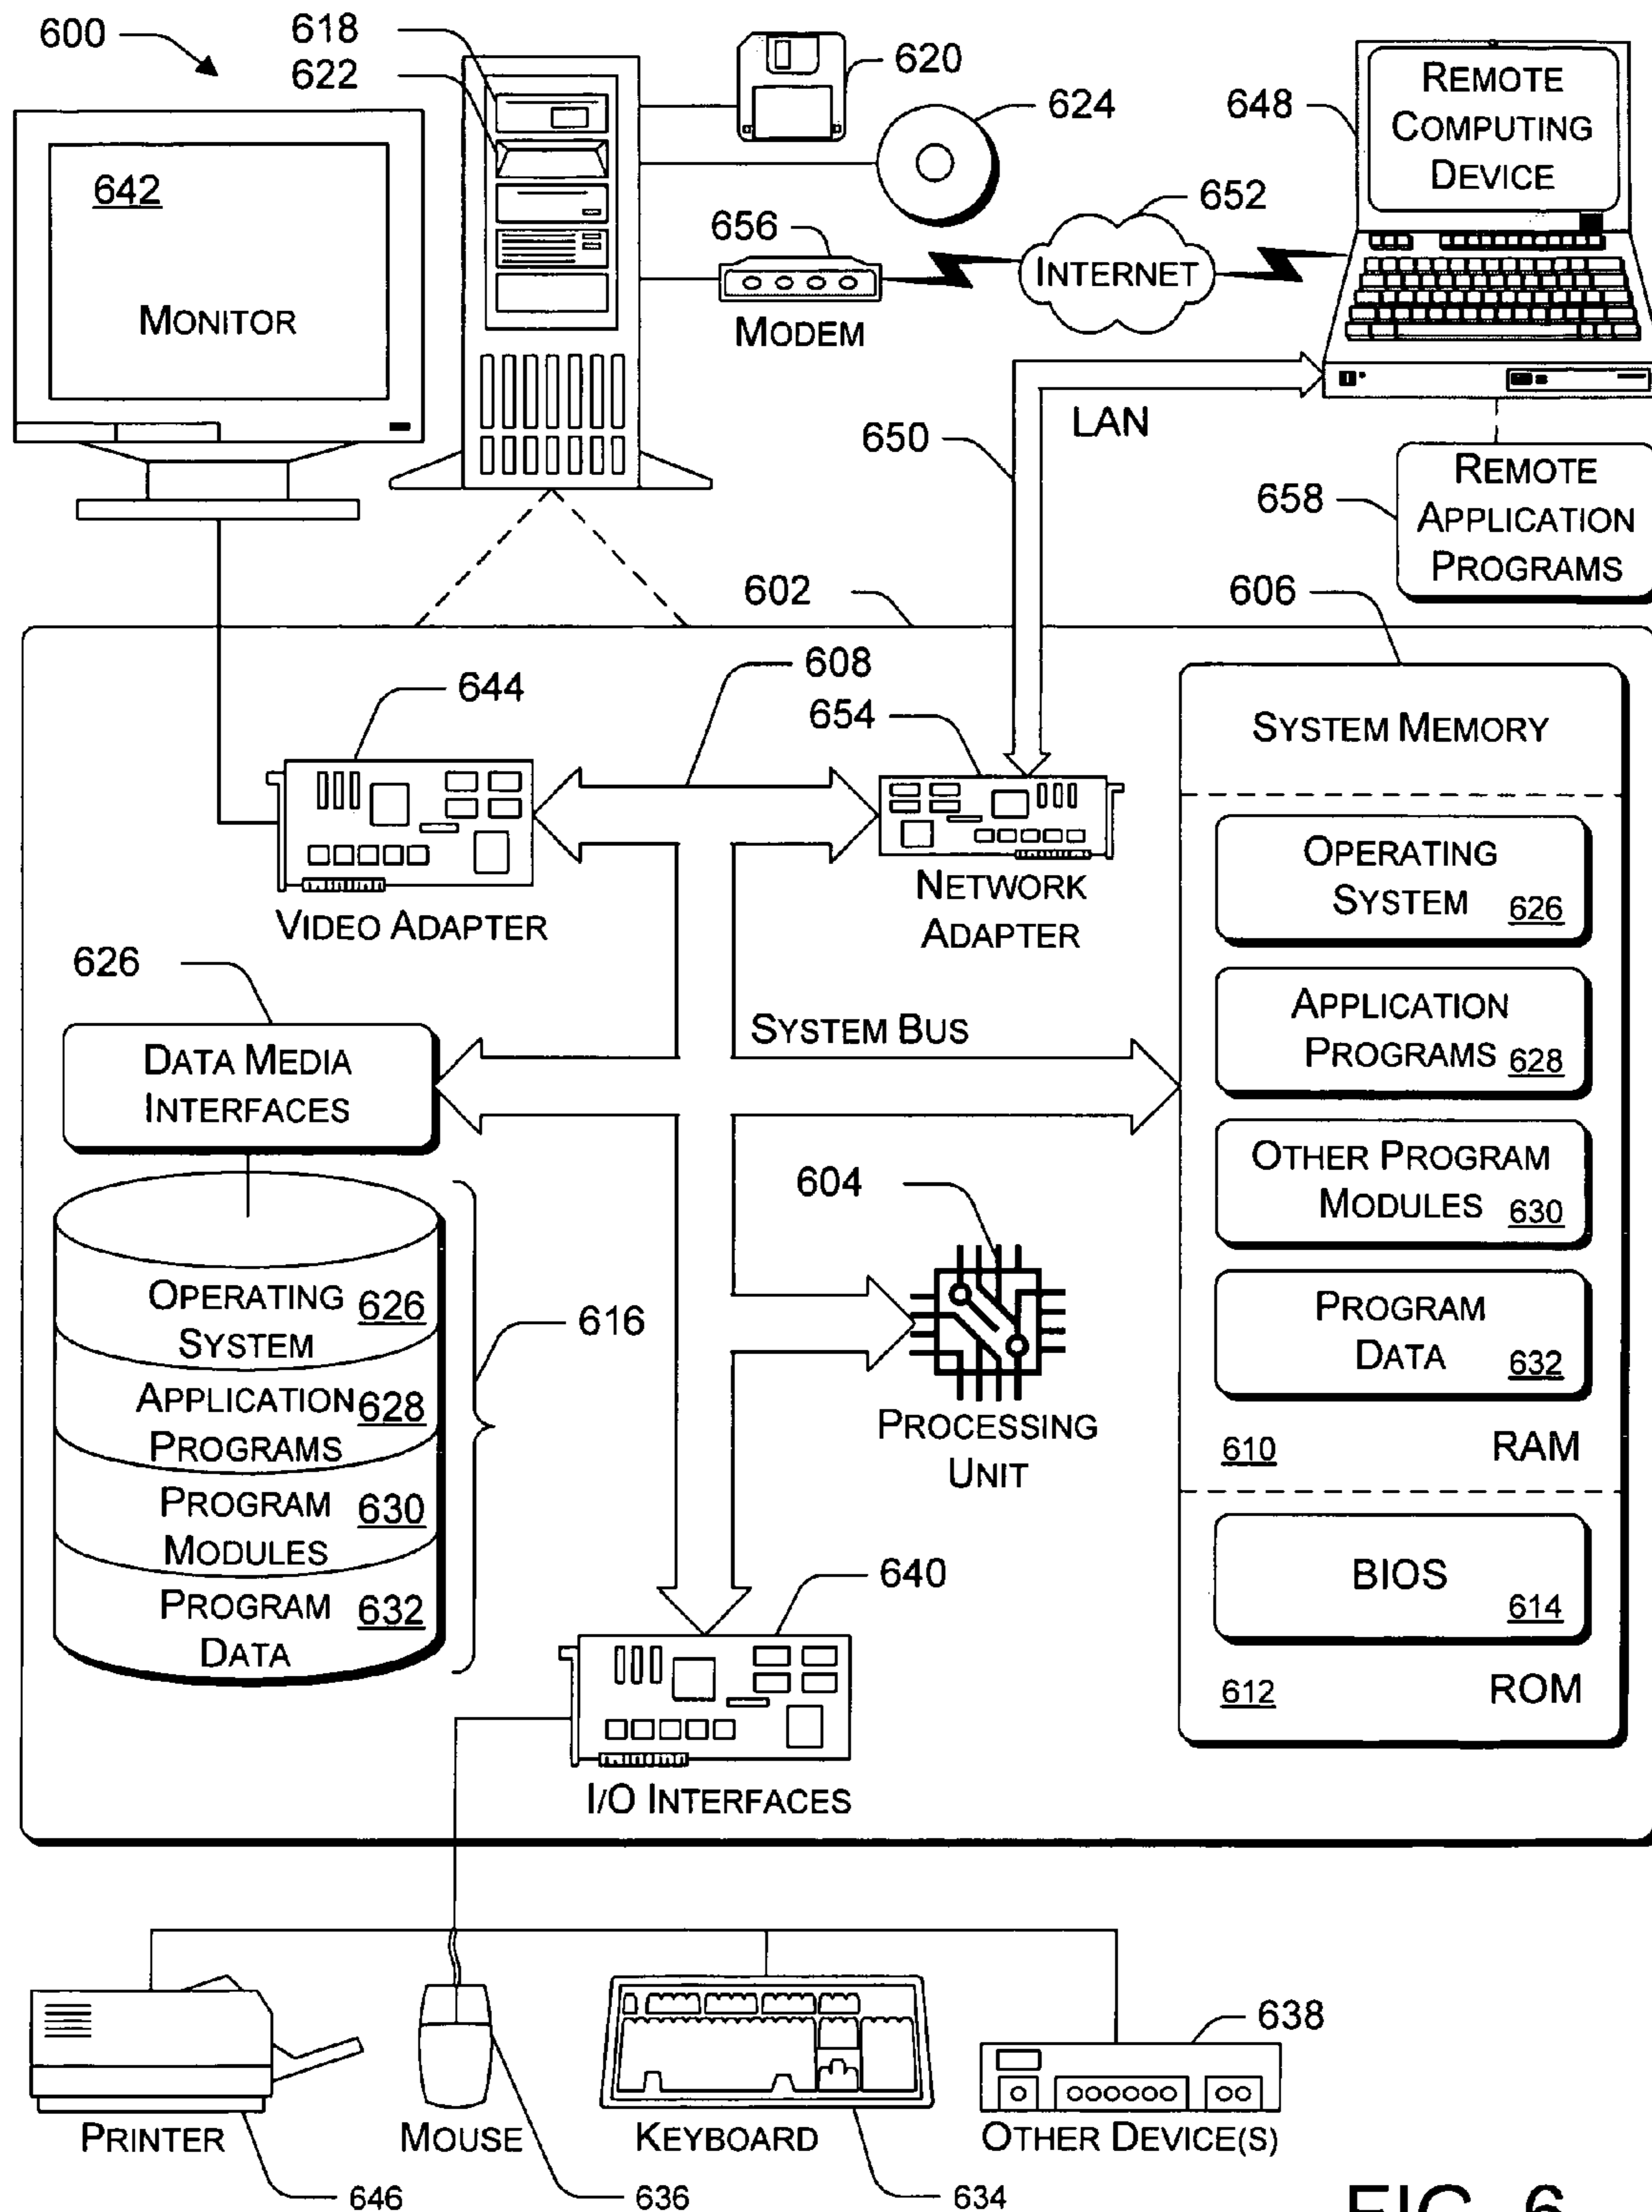 600
618
622
620
624
648
REMOTE
COMPUTING
DEVICE
642
MONITOR
656
MODEM
652
INTERNET
650
LAN
658
REMOTE
APPLICATION
PROGRAMS
602
606
608
644
654
SYSTEM MEMORY
VIDEO ADAPTER
NETWORK
ADAPTER
OPERATING
SYSTEM 626
626
DATA MEDIA
INTERFACES
SYSTEM BUS
APPLICATION
PROGRAMS 628
OTHER PROGRAM
MODULES 630
604
PROCESSING
UNIT
PROGRAM
DATA 632
610 RAM
OPERATING 626
SYSTEM
APPLICATION 628
PROGRAMS
PROGRAM 630
MODULES
PROGRAM 632
DATA
616
BIOS
614
612 ROM
640
I/O INTERFACES
638
PRINTER
MOUSE
KEYBOARD
OTHER DEVICE(S)
646
636
634
FIG. 6